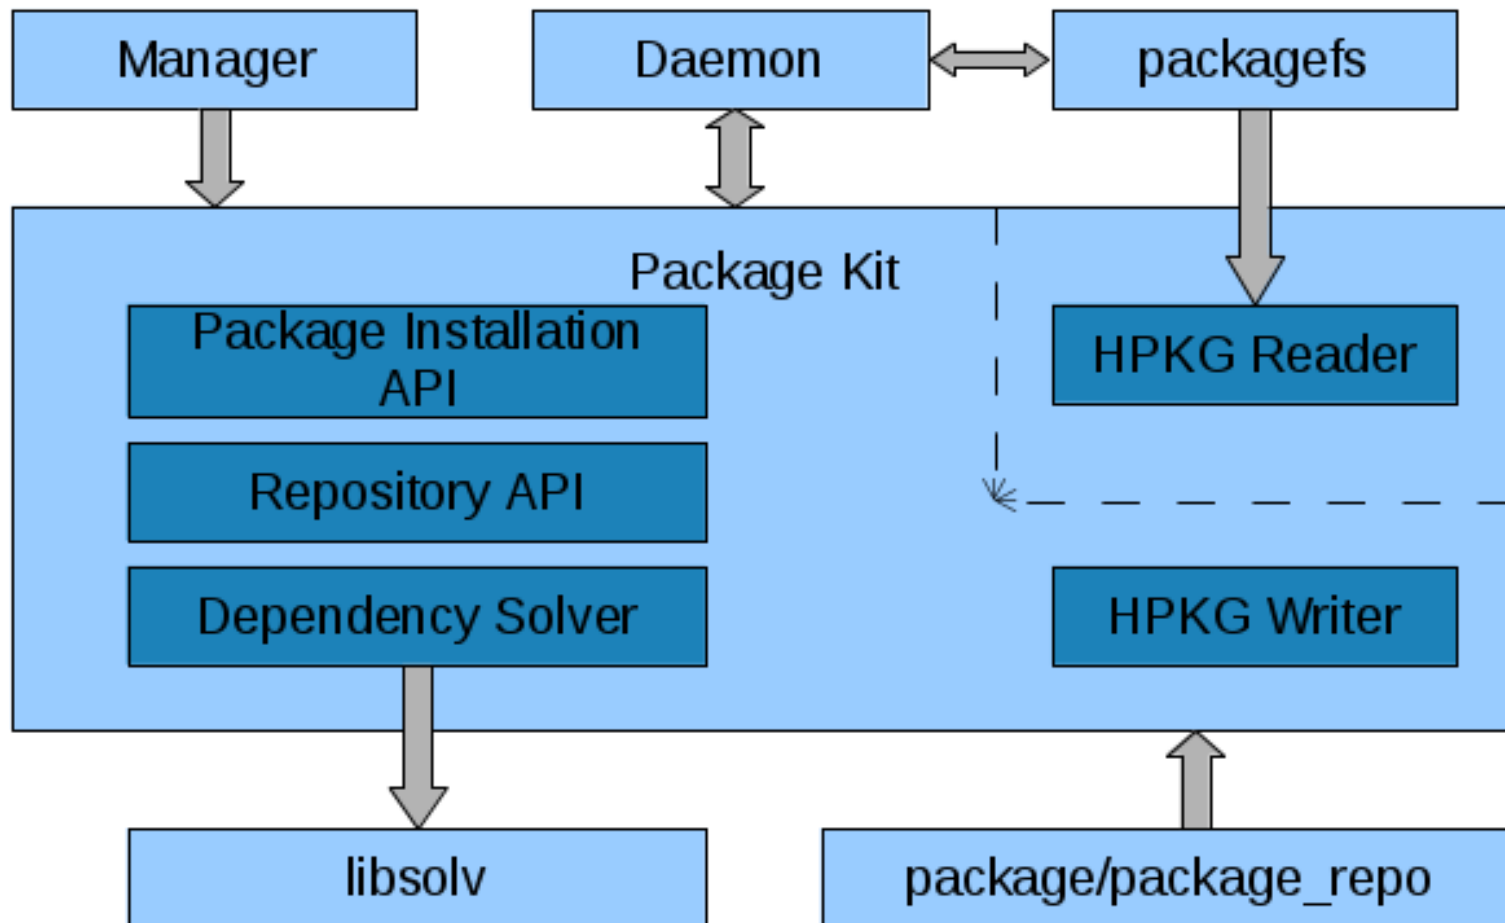 Manager
Daemon
packagefs
Package Kit
Package Installation
API
HPKG Reader
Repository API
Dependency Solver
HPKG Writer
libsolv
package/package_repo